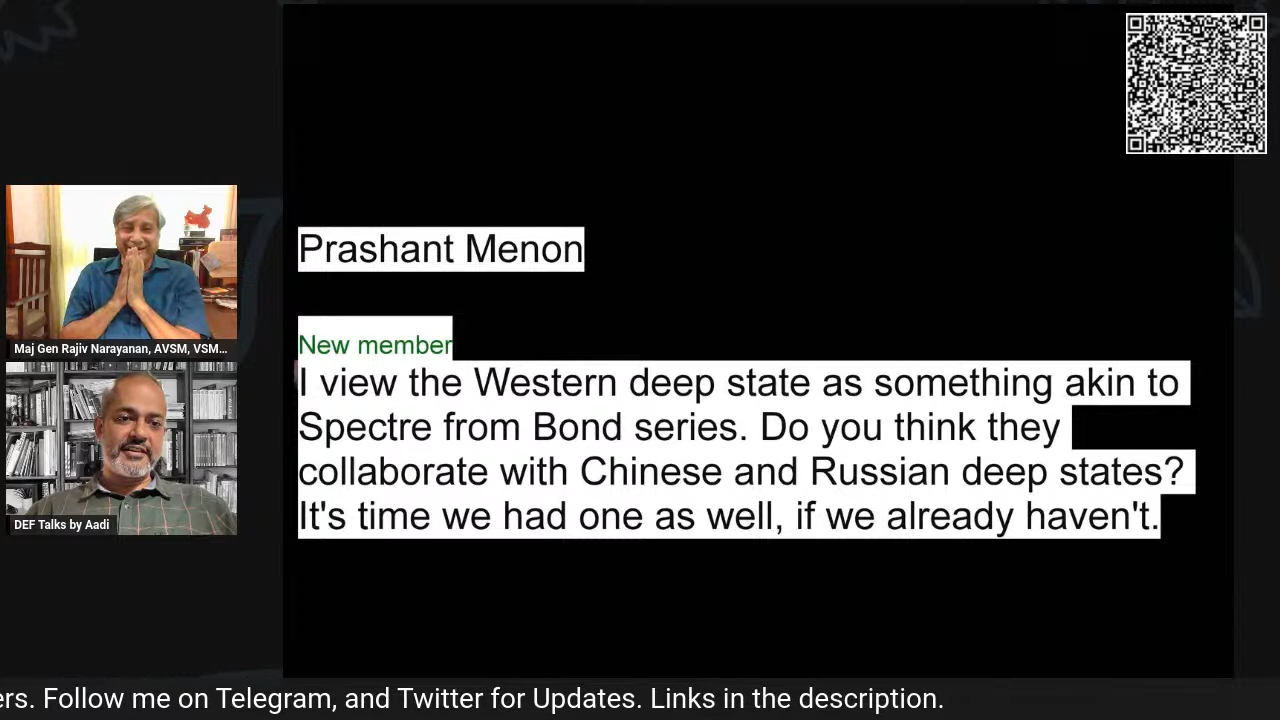 Maj Gen Rajiv Narayanan, AVSM, VSM...
DEF Talks by Aadi
Prashant Menon
New member
I view the Western deep state as something akin to
Spectre from Bond series. Do you think they
collaborate with Chinese and Russian deep states?
It's time we had one as well, if we already haven't.
ers. Follow me on Telegram, and Twitter for Updates. Links in the description.